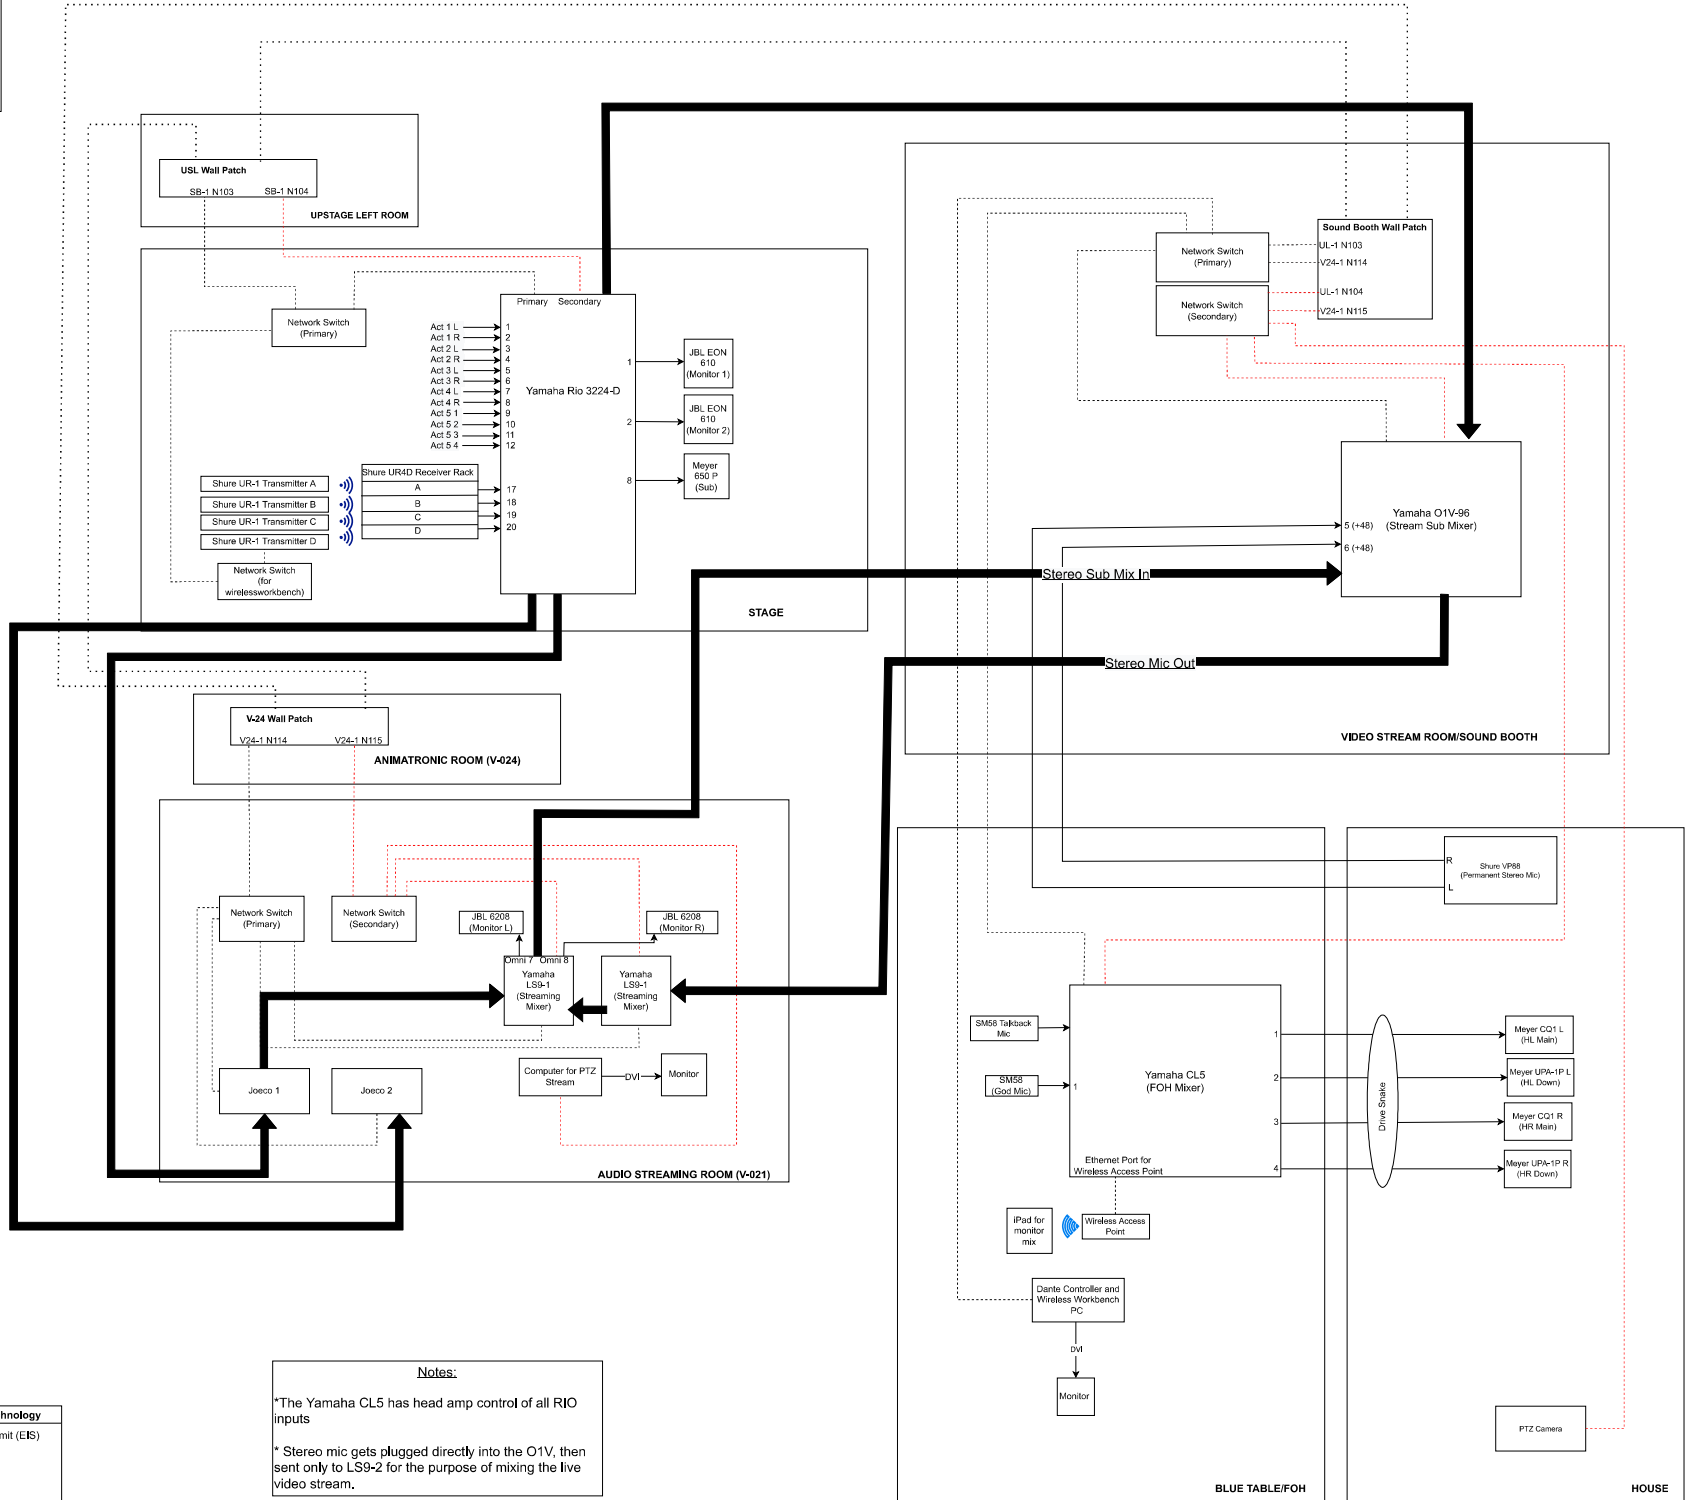 USL Wall Patch
SB-1 N103
SB-1 N104
UPSTAGE LEFT ROOM
Network Switch
(Primary)
Primary
Secondary
Act 1 L
Act 1 R
Act 2 L
Act 2 R
Act 3 L
Act 3 R
Act 4 L
Act 4 R
Act 5 1
Act 5 2
Act 5 3
Act 5 4
1
2
3
4
5
6
7
8
9
10
11
12
Yamaha Rio 3224-D
1
2
8
JBL EON
610
(Monitor 1)
JBL EON
610
(Monitor 2)
Meyer
650 P
(Sub)
Shure UR-1 Transmitter A
Shure UR-1 Transmitter B
Shure UR-1 Transmitter C
Shure UR-1 Transmitter D
Shure UR4D Receiver Rack
A
B
C
D
17
18
19
20
Network Switch
(for
wirelessworkbench)
STAGE
Sound Booth Wall Patch
UL-1 N103
V24-1 N114
UL-1 N104
V24-1 N115
Network Switch
(Primary)
Network Switch
(Secondary)
Yamaha O1V-96
(Stream Sub Mixer)
5 (+48)
6 (+48)
Stereo Sub Mix In
Stereo Mic Out
VIDEO STREAM ROOM/SOUND BOOTH
V-24 Wall Patch
V24-1 N114
V24-1 N115
ANIMATRONIC ROOM (V-024)
Network Switch
(Primary)
Network Switch
(Secondary)
JBL 6208
(Monitor L)
JBL 6208
(Monitor R)
Omni 7
Omni 8
Yamaha
LS9-1
(Streaming
Mixer)
Yamaha
LS9-1
(Streaming
Mixer)
Joeco 1
Joeco 2
Computer for PTZ
Stream
DVI
Monitor
AUDIO STREAMING ROOM (V-021)
R
L
Shure VP88
(Permanent Stereo Mic)
SM58 Talkback
Mic
SM58
(God Mic)
1
Yamaha CL5
(FOH Mixer)
1
2
3
4
Ethernet Port for
Wireless Access Point
Drive Snake
Meyer CQ1 L
(HL Main)
Meyer UPA-1P L
(HL Down)
Meyer CQ1 R
(HR Main)
Meyer UPA-1P R
(HR Down)
iPad for
monitor
mix
Wireless Access
Point
Dante Controller and
Wireless Workbench
PC
DVI
Monitor
PTZ Camera
BLUE TABLE/FOH
HOUSE
Notes:
*The Yamaha CL5 has head amp control of all RIO
inputs
* Stereo mic gets plugged directly into the O1V, then
sent only to LS9-2 for the purpose of mixing the live
video stream.
hnology
mit (EIS)